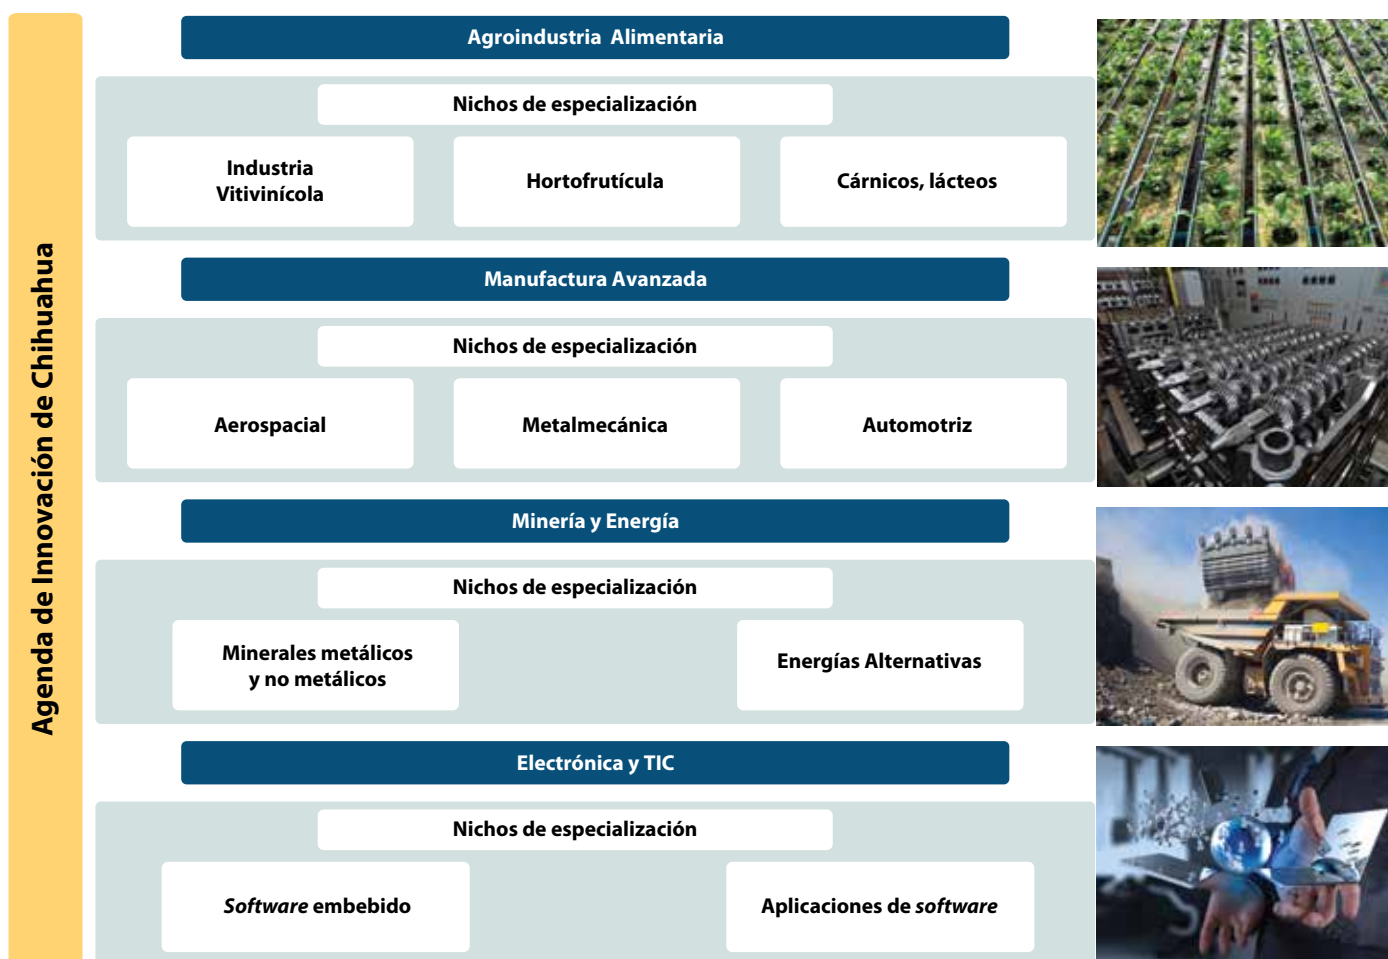 Agenda de Innovación de Chihuahua
Agroindustria Alimentaria
Nichos de especialización
Industria
Vitivinícola
Hortofrutícula
Cárnicos, lácteos
Manufactura Avanzada
Nichos de especialización
Aerospacial
Metalmecánica
Automotriz
Minería y Energía
Nichos de especialización
Minerales metálicos
y no metálicos
Energías Alternativas
Electrónica y TIC
Nichos de especialización
Software embebido
Aplicaciones de software